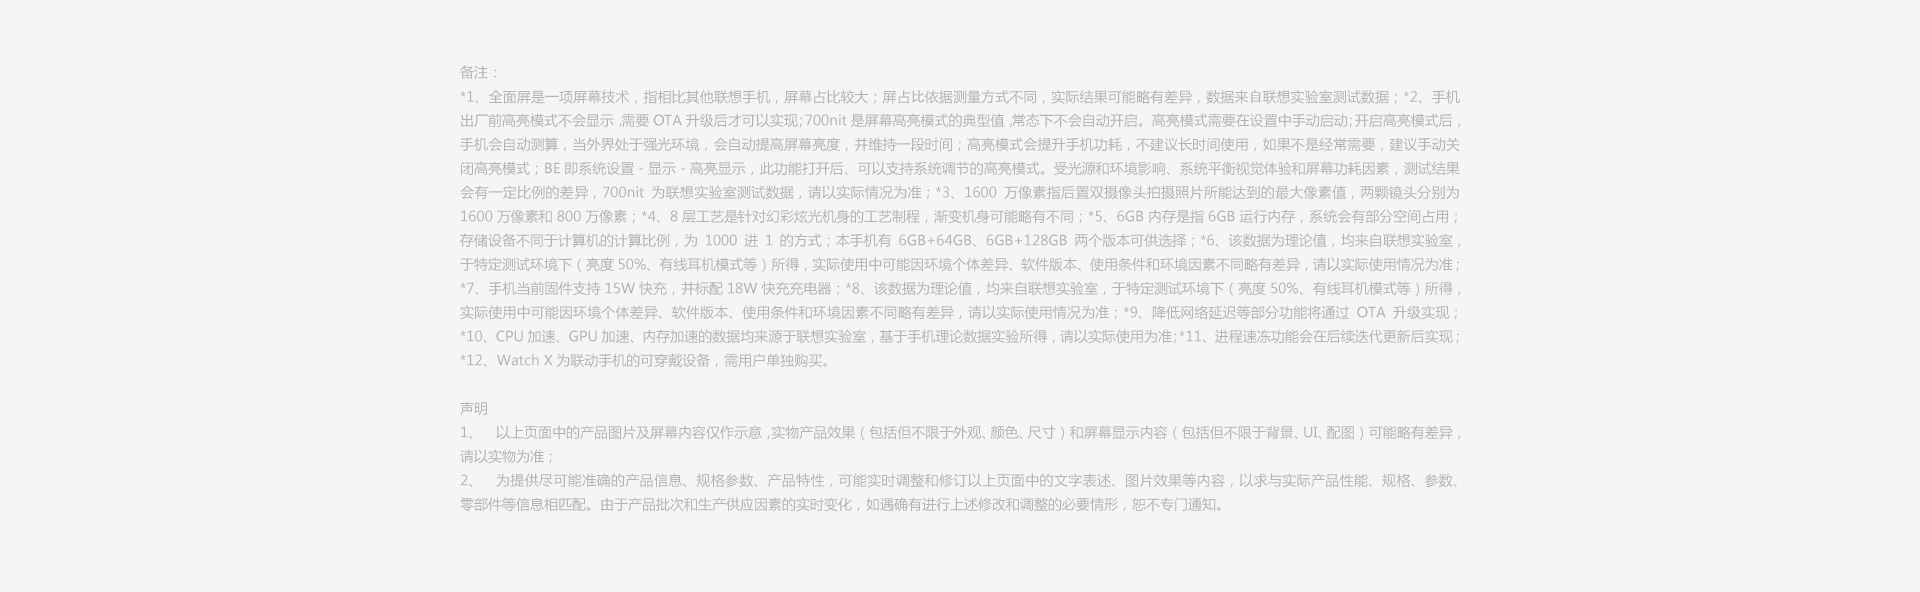 备注：
*1、全面屏是一项屏幕技术，指相比其他联想手机，屏幕占比较大；屏占比依据测量方式不同，实际结果可能略有差异，数据来自联想实验室测试数据；*2、手机
出厂前高亮模式不会显示，需要 OTA 升级后才可以实现；700nit 是屏幕高亮模式的典型值，常态下不会自动开启。高亮模式需要在设置中手动启动；开启高亮模式后，
手机会自动测算，当外界处于强光环境，会自动提高屏幕亮度，并维持一段时间；高亮模式会提升手机功耗，不建议长时间使用，如果不是经常需要，建议手动关
闭高亮模式；BE 即系统设置 - 显示 - 高亮显示，此功能打开后、可以支持系统调节的高亮模式。受光源和环境影响、系统平衡视觉体验和屏幕功耗因素，测试结果
会有一定比例的差异，700nit 为联想实验室测试数据，请以实际情况为准；*3、1600 万像素指后置双摄像头拍摄照片所能达到的最大像素值，两颗镜头分别为
1600 万像素和 800 万像素；*4、8 层工艺是针对幻彩炫光机身的工艺制程，渐变机身可能略有不同；*5、6GB 内存是指 6GB 运行内存，系统会有部分空间占用；
存储设备不同于计算机的计算比例，为 1000 进 1 的方式；本手机有 6GB+64GB、6GB+128GB 两个版本可供选择；*6、该数据为理论值，均来自联想实验室，
于特定测试环境下（亮度 50%、有线耳机模式等）所得，实际使用中可能因环境个体差异、软件版本、使用条件和环境因素不同略有差异，请以实际使用情况为准；
*7、手机当前固件支持 15W 快充，并标配 18W 快充充电器；*8、该数据为理论值，均来自联想实验室，于特定测试环境下（亮度 50%、有线耳机模式等）所得，
实际使用中可能因环境个体差异、软件版本、使用条件和环境因素不同略有差异，请以实际使用情况为准；*9、降低网络延迟等部分功能将通过 OTA 升级实现；
*10、CPU 加速、GPU 加速、内存加速的数据均来源于联想实验室，基于手机理论数据实验所得，请以实际使用为准；*11、进程速冻功能会在后续迭代更新后实现；
*12、Watch X 为联动手机的可穿戴设备，需用户单独购买。
声明
1、 以上页面中的产品图片及屏幕内容仅作示意，实物产品效果（包括但不限于外观、颜色、尺寸）和屏幕显示内容（包括但不限于背景、UI、配图）可能略有差异，
请以实物为准；
2、 为提供尽可能准确的产品信息、规格参数、产品特性，可能实时调整和修订以上页面中的文字表述、图片效果等内容，以求与实际产品性能、规格、参数、
零部件等信息相匹配。由于产品批次和生产供应因素的实时变化，如遇确有进行上述修改和调整的必要情形，恕不专门通知。